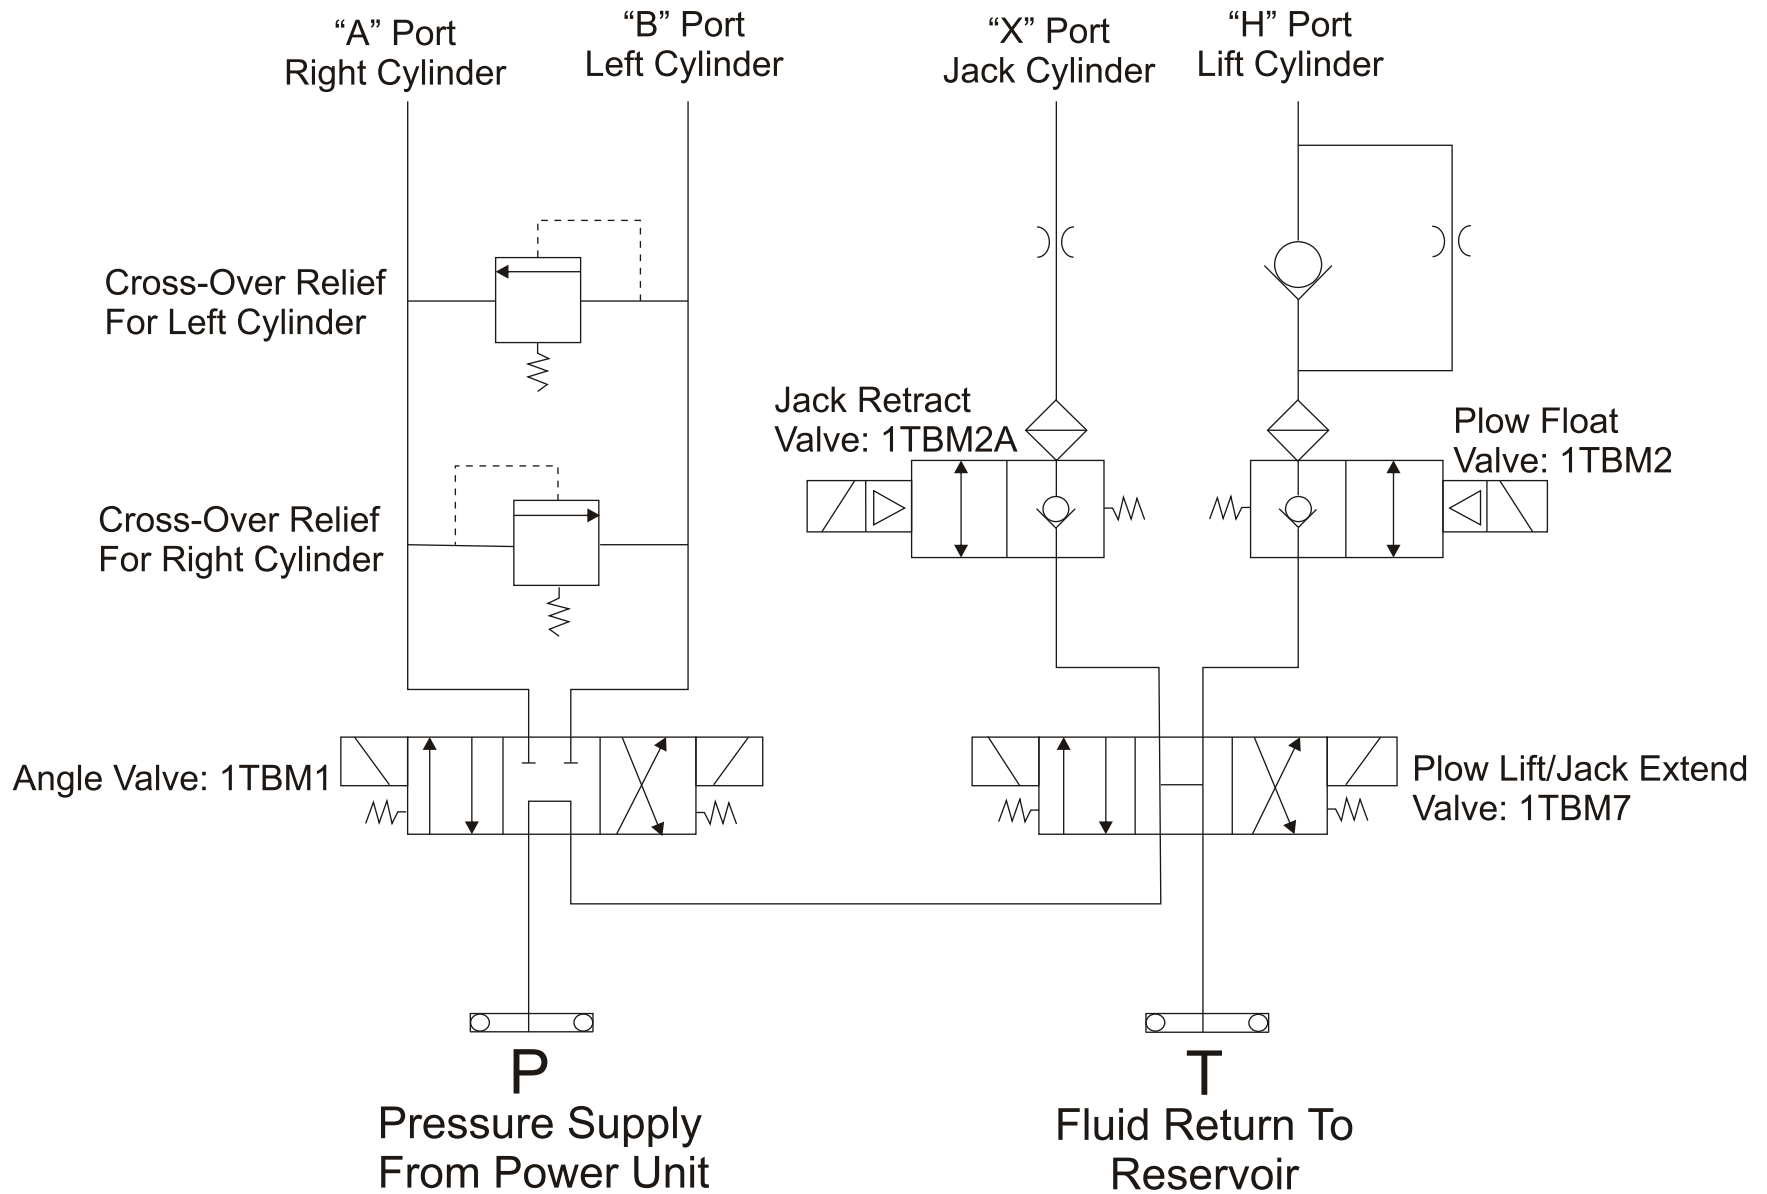 “A” Port
Right Cylinder
“B” Port
Left Cylinder
“X” Port
Jack Cylinder
“H” Port
Lift Cylinder
Cross-Over Relief
For Left Cylinder
Jack Retract
Valve: 1TBM2A
Plow Float
Valve: 1TBM2
Cross-Over Relief
For Right Cylinder
Angle Valve: 1TBM1
Plow Lift/Jack Extend
Valve: 1TBM7
P
Pressure Supply
From Power Unit
T
Fluid Return To
Reservoir